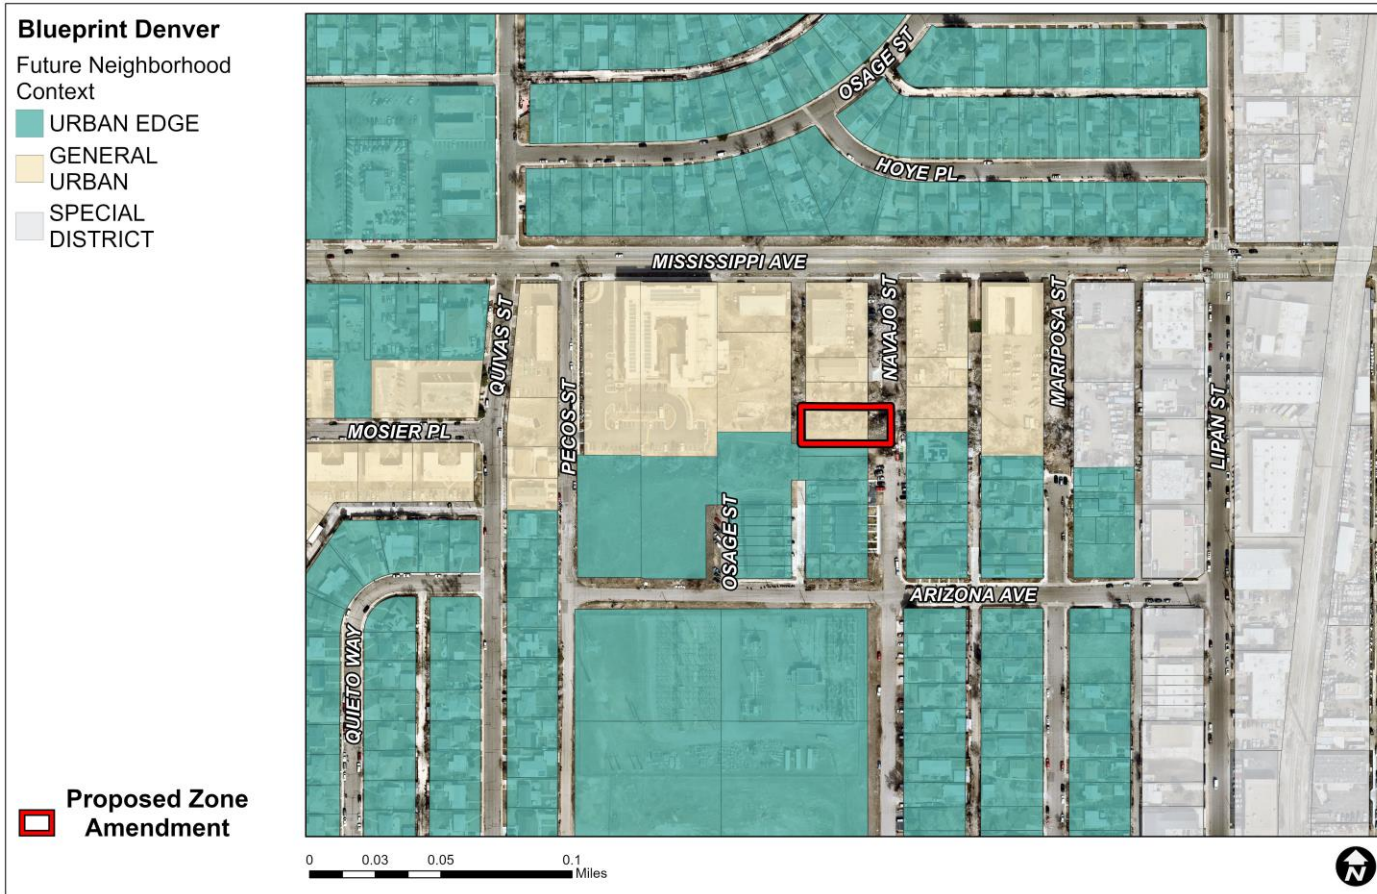 Blueprint Denver
Future Neighborhood
Context
URBAN EDGE
GENERAL
URBAN
SPECIAL
DISTRICT
Proposed Zone
Amendment
OSAGE ST
HOYE PL
MISSISSIPPI AVE
QUIVAS ST
NAVAJO ST
MARIPOSA ST
PECOS ST
LIPAN ST
MOSIER PL
OSAGE ST
ARIZONA AVE
QUIETO WAY
0 0.03 0.05 0.1
Miles
N